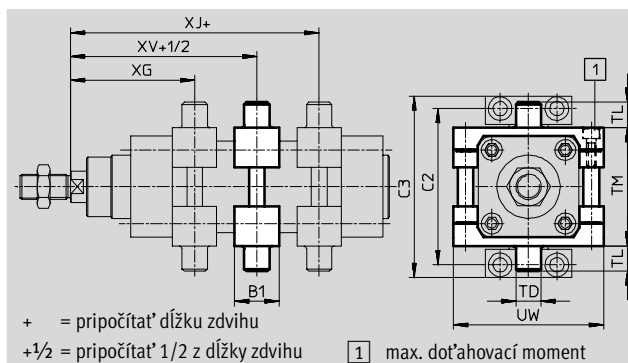 XJ+
XV+1/2
XG
1
TL
C3
C2
TM
TL
B1
TD
UW
+ = pripočítať dĺžku zdvihu
+½ = pripočítať 1/2 z dĺžky zdvihu
1 max. doťahovací moment